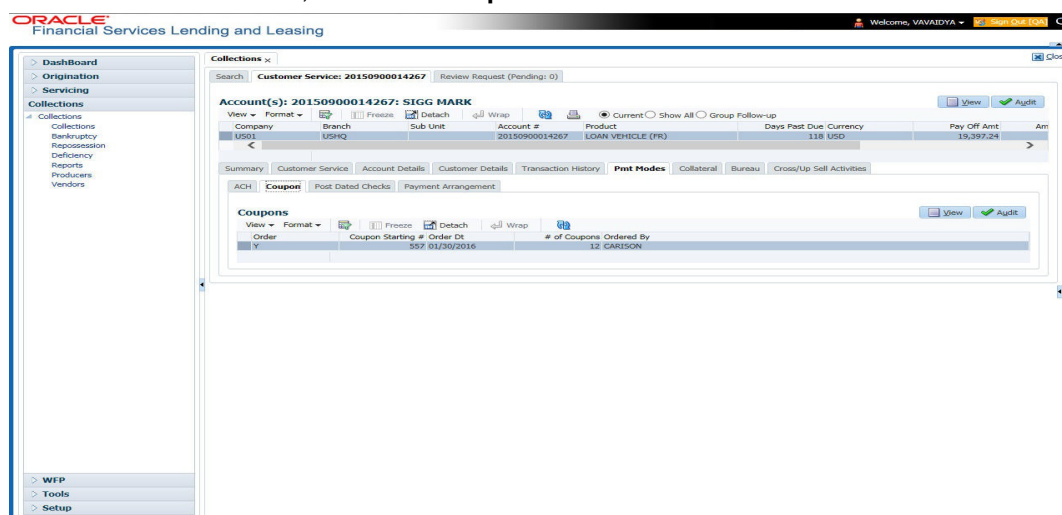 ORACLE
Financial Services Lending and Leasing
Welcome, VAVAIDYA
Sign Out (QA)
DashBoard
Origination
Servicing
Collections
Collections
Collections
Bankruptcy
Repossession
Deficiency
Reports
Producers
Vendors
WFP
Tools
Setup
Collections x
Clos
Search Customer Service: 20150900014267 Review Request (Pending: 0)
Account(s): 20150900014267: SIGG MARK
View Audit
View Format Freeze Detach Wrap Current Show All Group Follow-up
Company Branch Sub Unit Account # Product Days Past Due Currency Pay Off Amt Am
US01 USHQ 20150900014267 LOAN VEHICLE (FR) 118 USD 19,397.24
Summary Customer Service Account Details Customer Details Transaction History Pmt Modes Collateral Bureau Cross/Up Sell Activities
ACH Coupon Post Dated Checks Payment Arrangement
Coupons
View Audit
View Format Freeze Detach Wrap
Order Coupon Starting # Order Dt # of Coupons Ordered By
Y 557 01/30/2016 12 CARISON